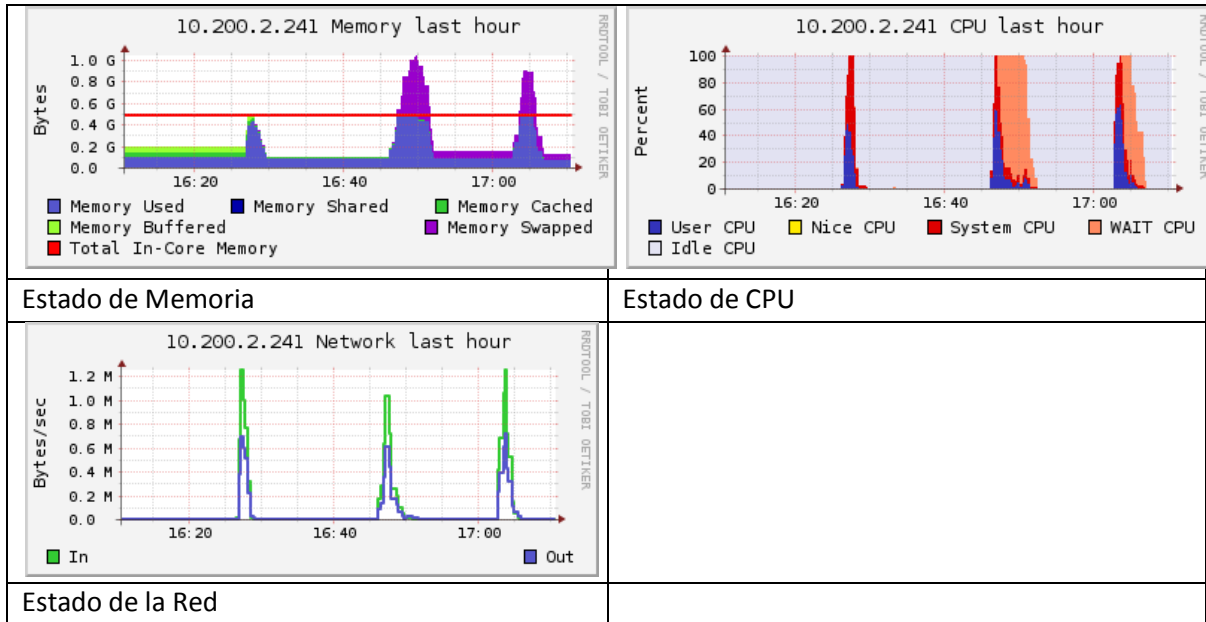 10.200.2.241 Memory last hour
RRDTOOL / TOBI OETIKER
Bytes
1.0 G
0.8 G
0.6 G
0.4 G
0.2 G
0.0
16:20 16:40 17:00
Memory Used Memory Shared Memory Cached
Memory Buffered Memory Swapped
Total In-Core Memory
10.200.2.241 CPU last hour
RRDTOOL / TOBI OETIKER
Percent
100
80
60
40
20
0
16:20 16:40 17:00
User CPU Nice CPU System CPU WAIT CPU
Idle CPU
Estado de Memoria
Estado de CPU
10.200.2.241 Network last hour
RRDTOOL / TOBI OETIKER
Bytes/sec
1.2 M
1.0 M
0.8 M
0.6 M
0.4 M
0.2 M
0.0
16:20 16:40 17:00
In Out
Estado de la Red